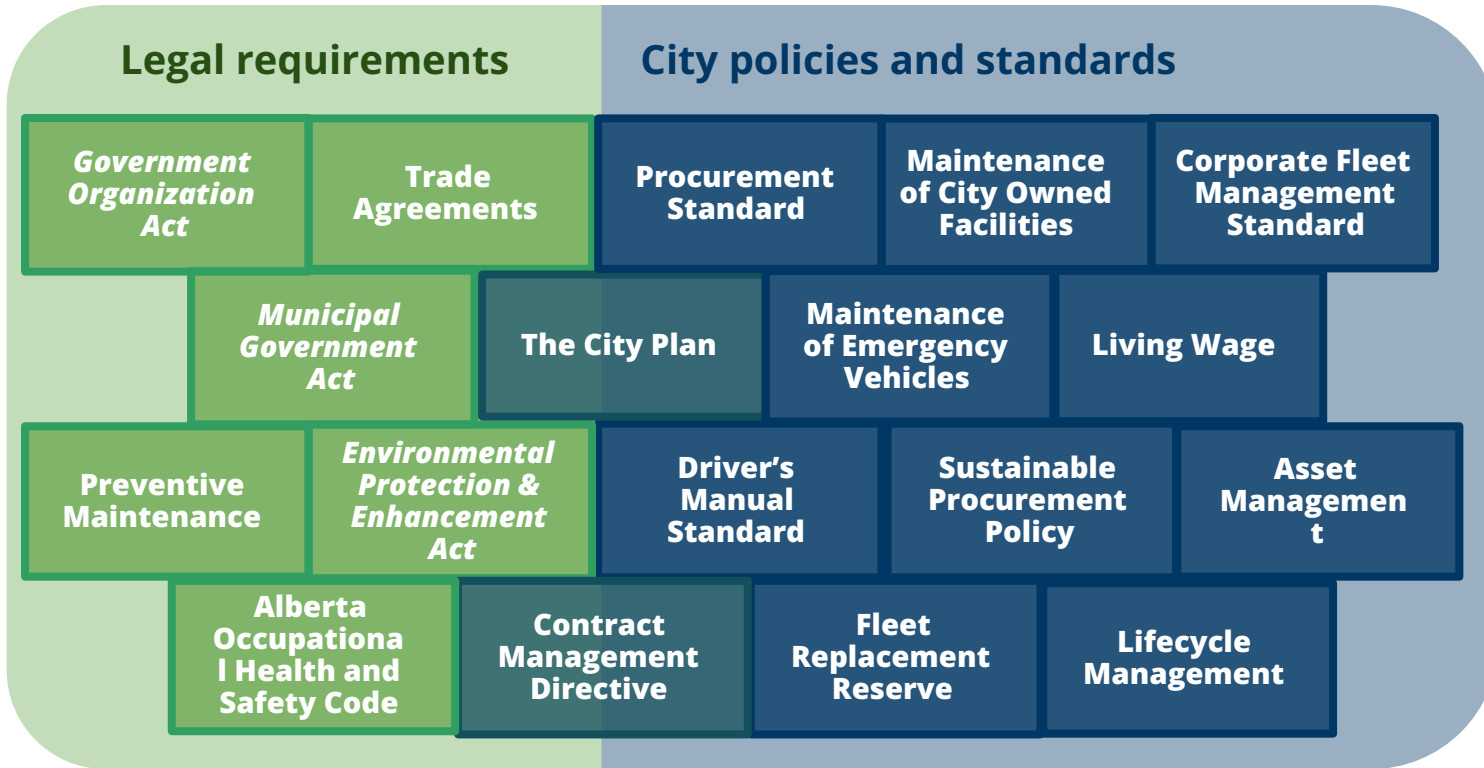 Legal requirements
City policies and standards
Government
Organization
Act
Trade
Agreements
Procurement
Standard
Maintenance
of City Owned
Facilities
Corporate Fleet
Management
Standard
Municipal
Government
Act
The City Plan
Maintenance
of Emergency
Vehicles
Living Wage
Preventive
Maintenance
Environmental
Protection &
Enhancement
Act
Driver’s
Manual
Standard
Sustainable
Procurement
Policy
Asset
Managemen
t
Alberta
Occupationa
l Health and
Safety Code
Contract
Management
Directive
Fleet
Replacement
Reserve
Lifecycle
Management